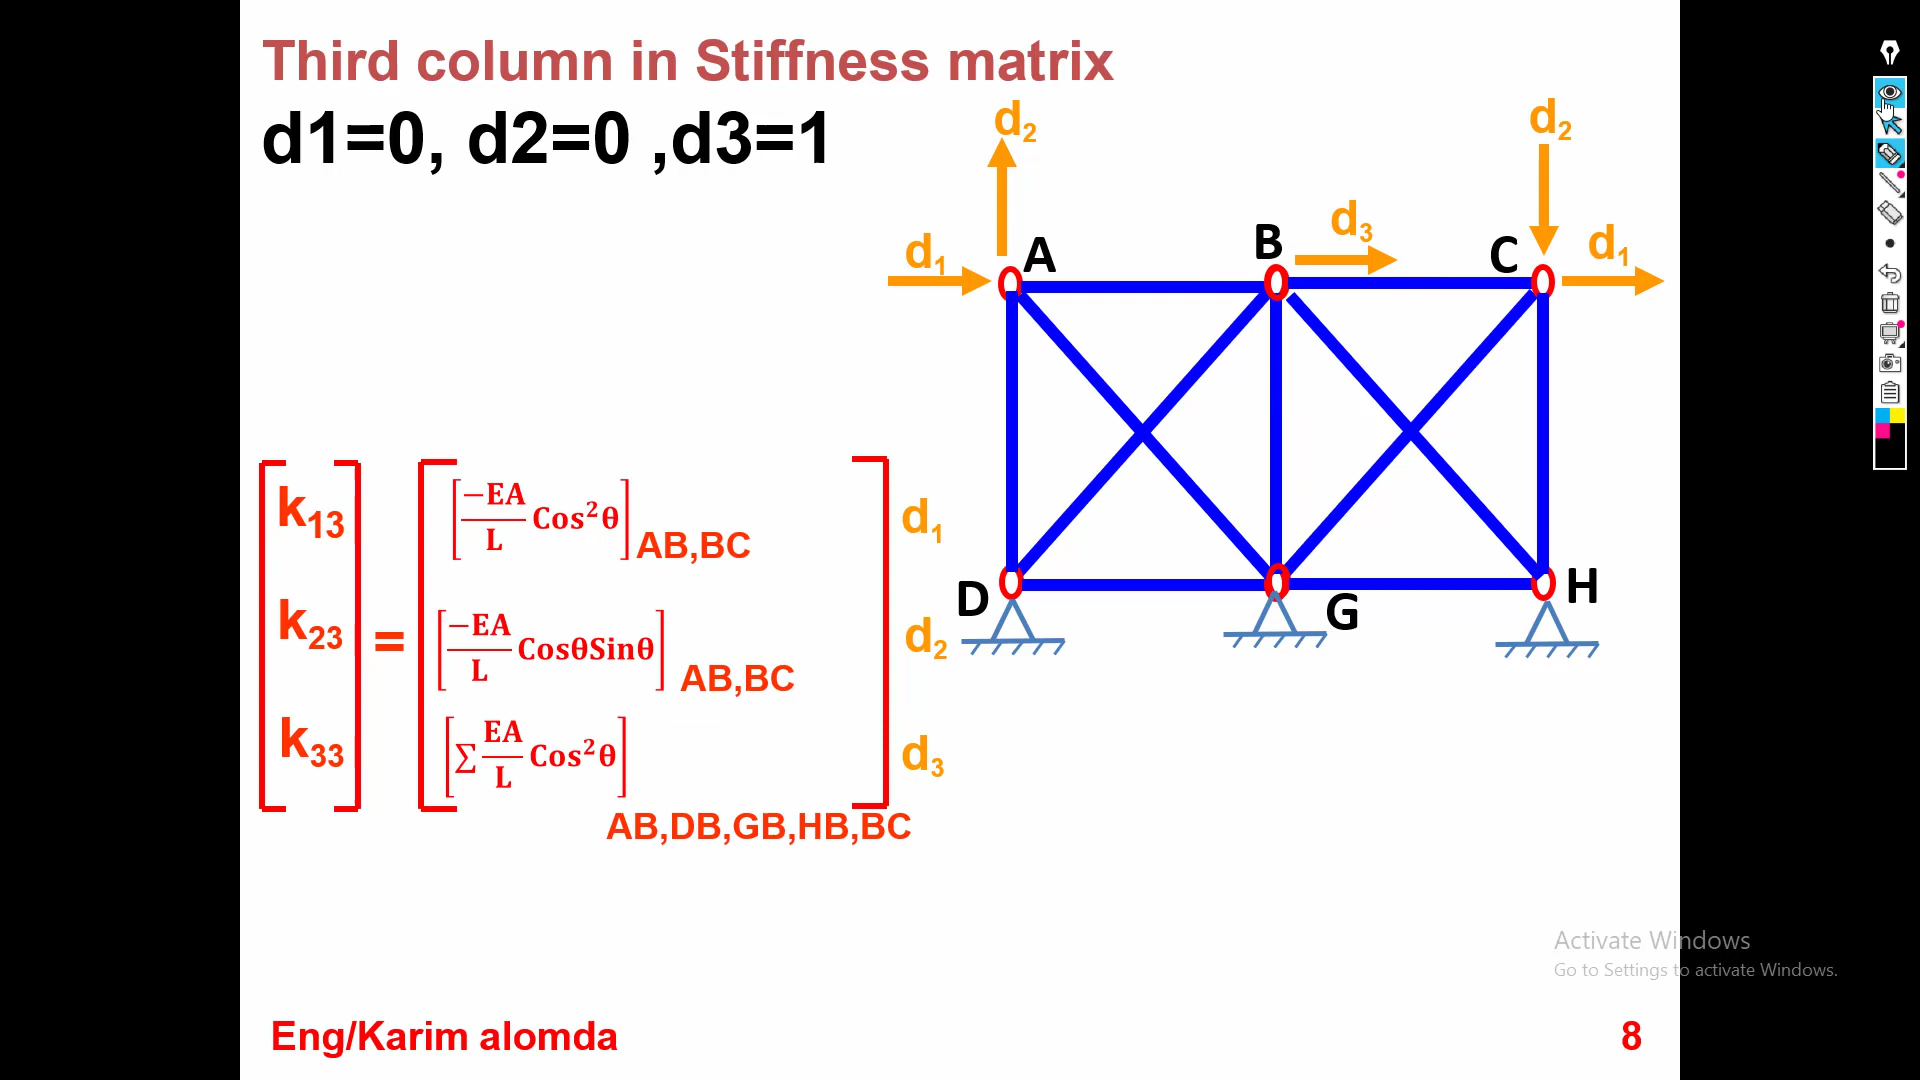 Third column in Stiffness matrix
d1=0, d2=0 ,d3=1
d2
d2
d3
d1
d1
A
B
C
D
G
H
k13
k23
k33
=
[−EA/L Cos²θ] AB,BC
d1
[−EA/L CosθSinθ] AB,BC
d2
[∑ EA/L Cos²θ]
d3
AB,DB,GB,HB,BC
Activate Windows
Go to Settings to activate Windows.
Eng/Karim alomda
8